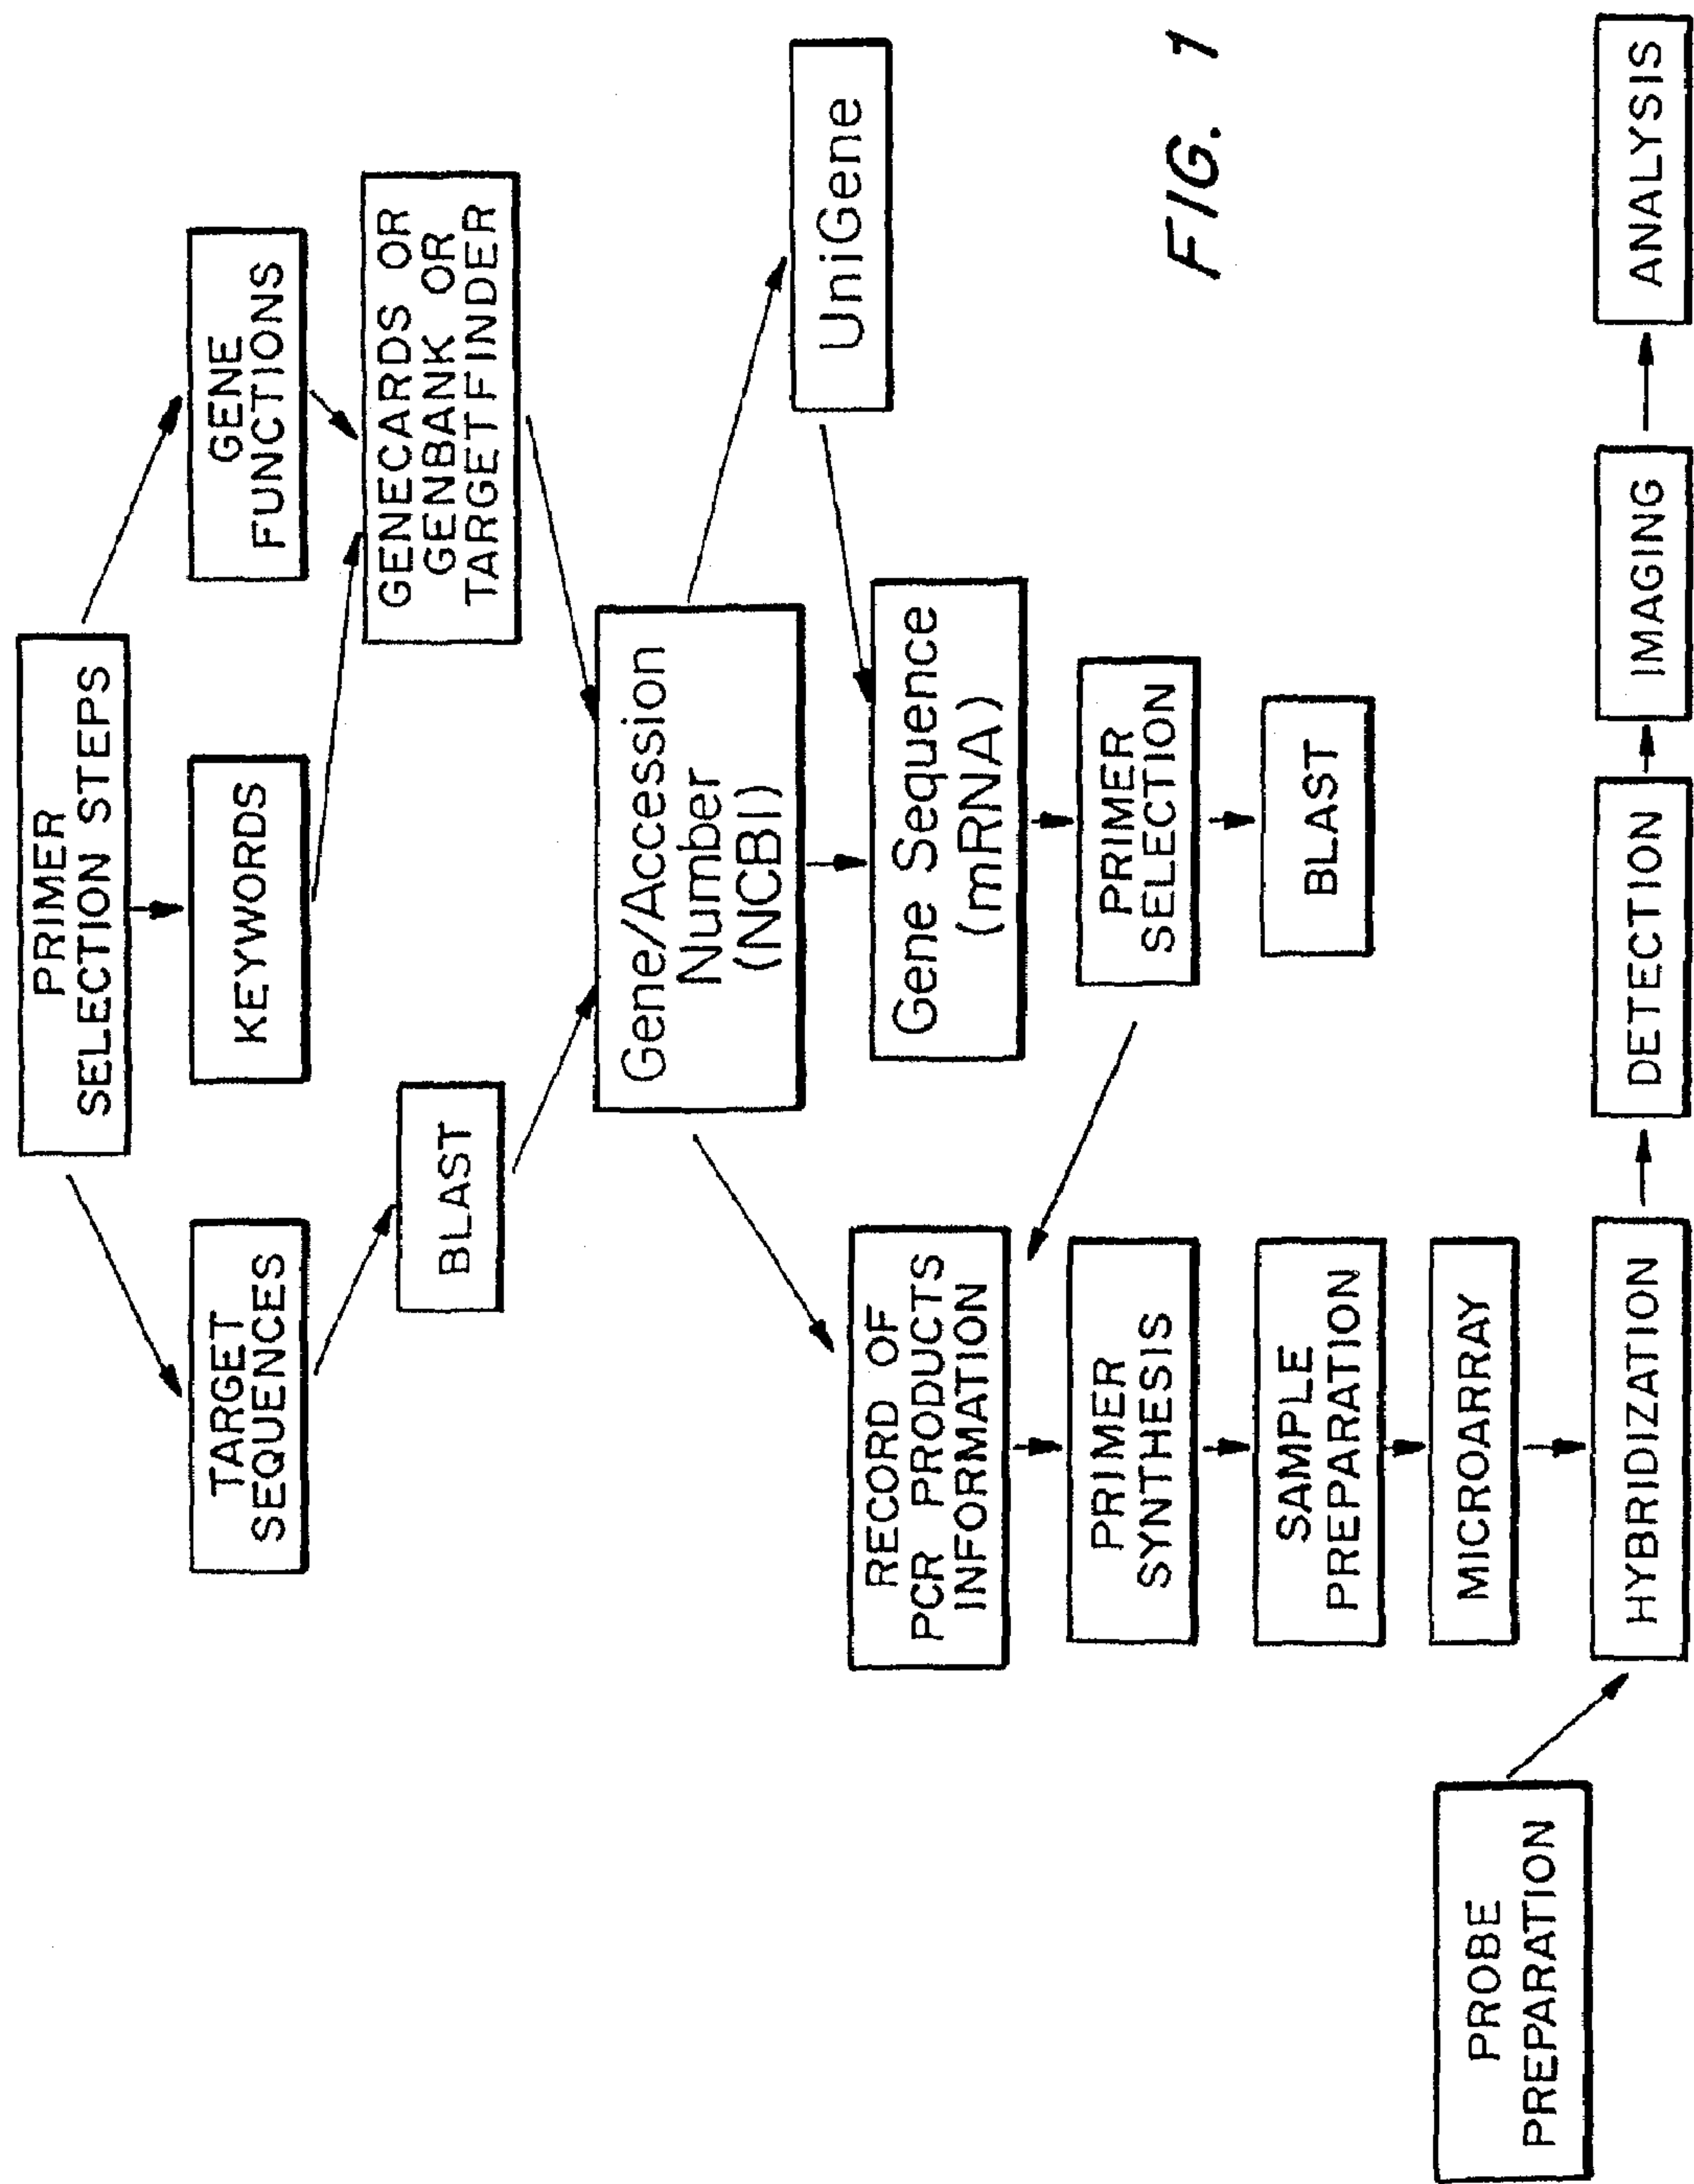 PRIMER
SELECTION STEPS
TARGET
SEQUENCES
KEYWORDS
GENE
FUNCTIONS
BLAST
GENECARDS OR
GENBANK OR
TARGETFINDER
Gene/Accession
Number
(NCBI)
UniGene
RECORD OF
PCR PRODUCTS
INFORMATION
Gene Sequence
(mRNA)
PRIMER
SYNTHESIS
PRIMER
SELECTION
SAMPLE
PREPARATION
BLAST
MICROARRAY
PROBE
PREPARATION
HYBRIDIZATION
DETECTION
IMAGING
ANALYSIS
FIG. 1